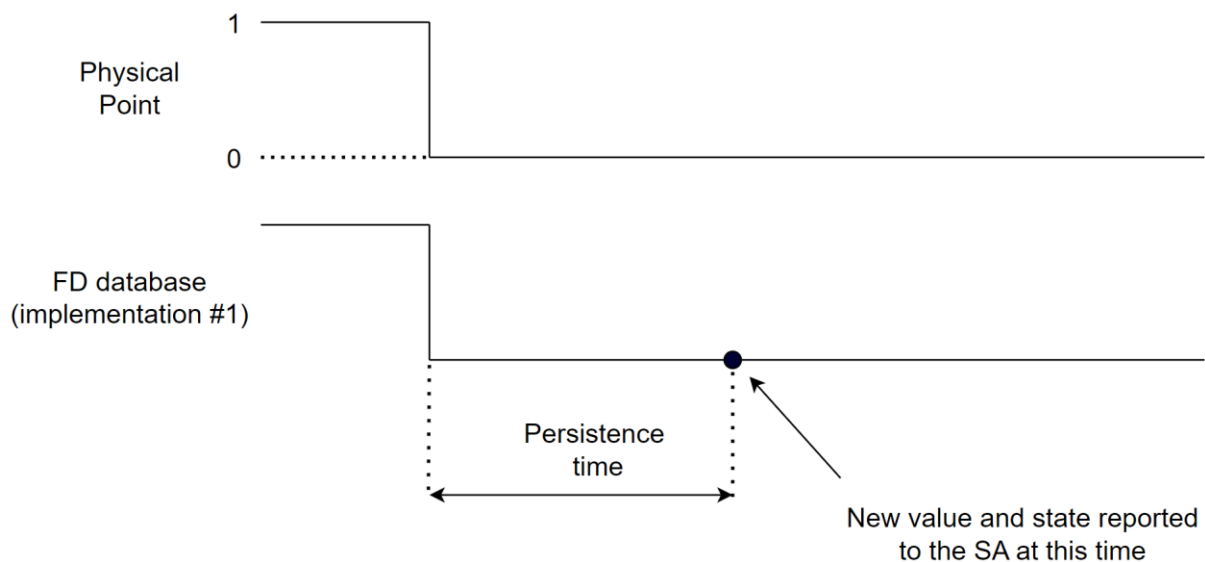 1
Physical
Point
0
FD database
(implementation #1)
Persistence
time
New value and state reported
to the SA at this time